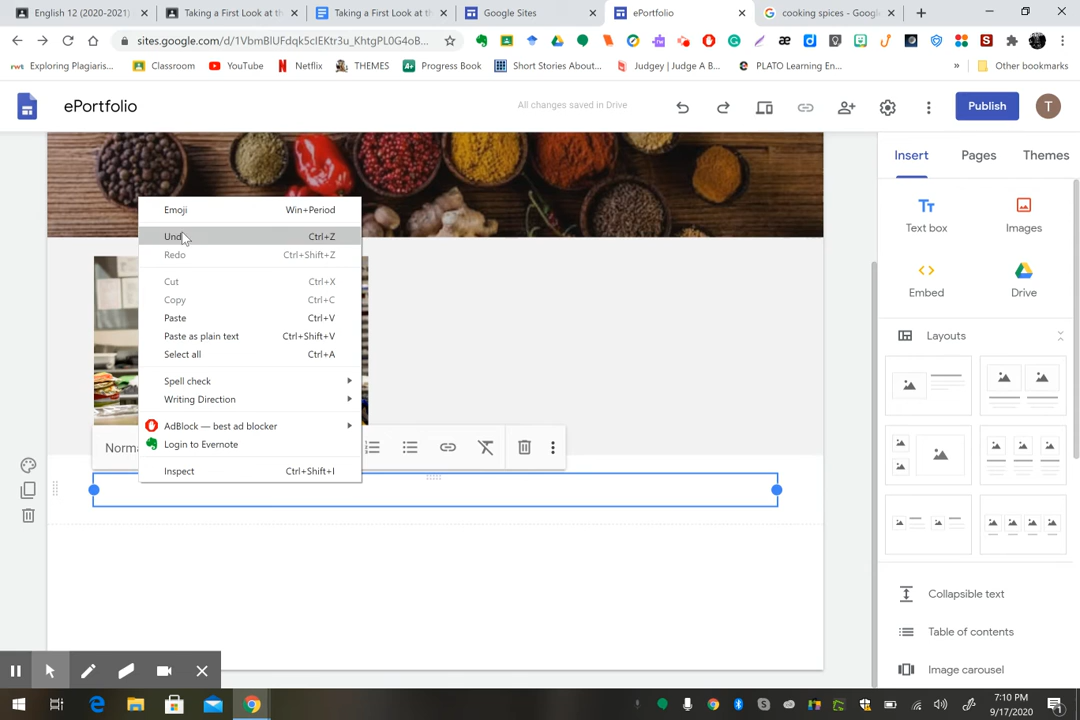 English 12 (2020-2021)
Taking a First Look at th
Taking a First Look at th
Google Sites
ePortfolio
cooking spices - Google
sites.google.com/d/1VbmBlUFdqk5cIEKtr3u_KhtgPL0G4oB...
Exploring Plagiaris...
Classroom
YouTube
Netflix
THEMES
Progress Book
Short Stories About...
Judgey | Judge A B...
PLATO Learning En...
»
Other bookmarks
ePortfolio
All changes saved in Drive
Publish
T
Insert
Pages
Themes
Tt
Text box
Images
Embed
Drive
Layouts
Collapsible text
Table of contents
Image carousel
Emoji Win+Period
Und Ctrl+Z
Redo Ctrl+Shift+Z
Cut Ctrl+X
Copy Ctrl+C
Paste Ctrl+V
Paste as plain text Ctrl+Shift+V
Select all Ctrl+A
Spell check
Writing Direction
AdBlock — best ad blocker
Login to Evernote
Inspect Ctrl+Shift+I
Norma
7:10 PM
9/17/2020